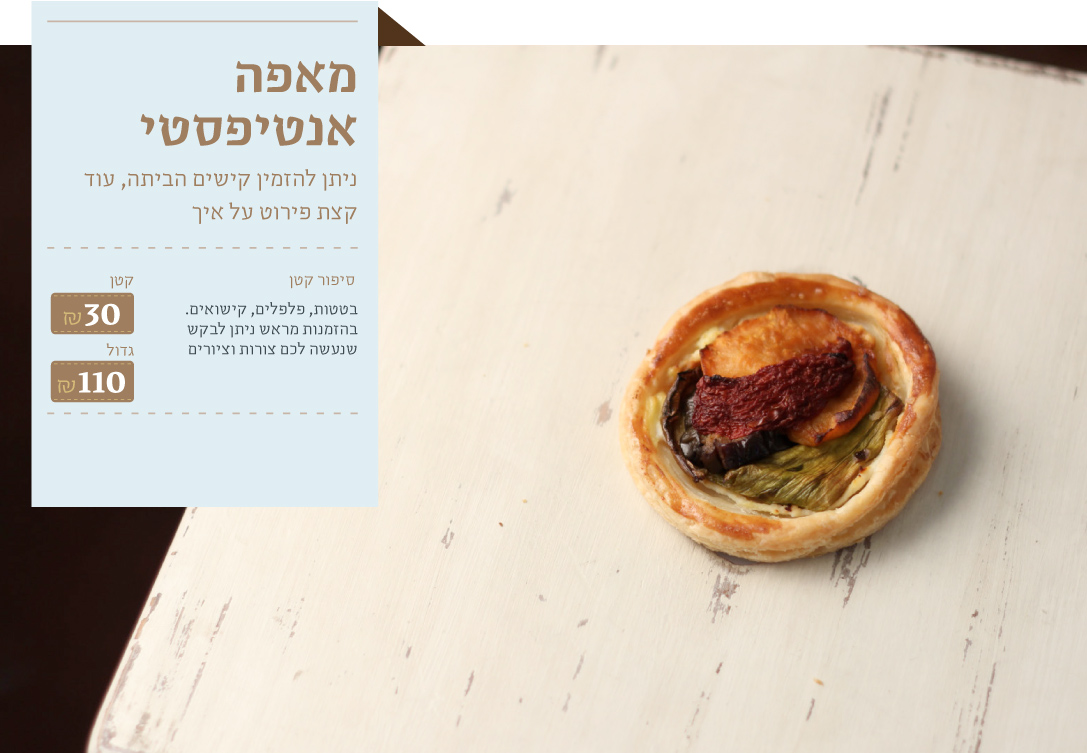 מאפה
אנטיפסטי
ניתן להזמין קישים הביתה, עוד
קצת פירוט על איך
סיפור קטן
בטטות, פלפלים, קישואים.
בהזמנות מראש ניתן לבקש
שנעשה לכם צורות וציורים
קטן
30₪
גדול
110₪